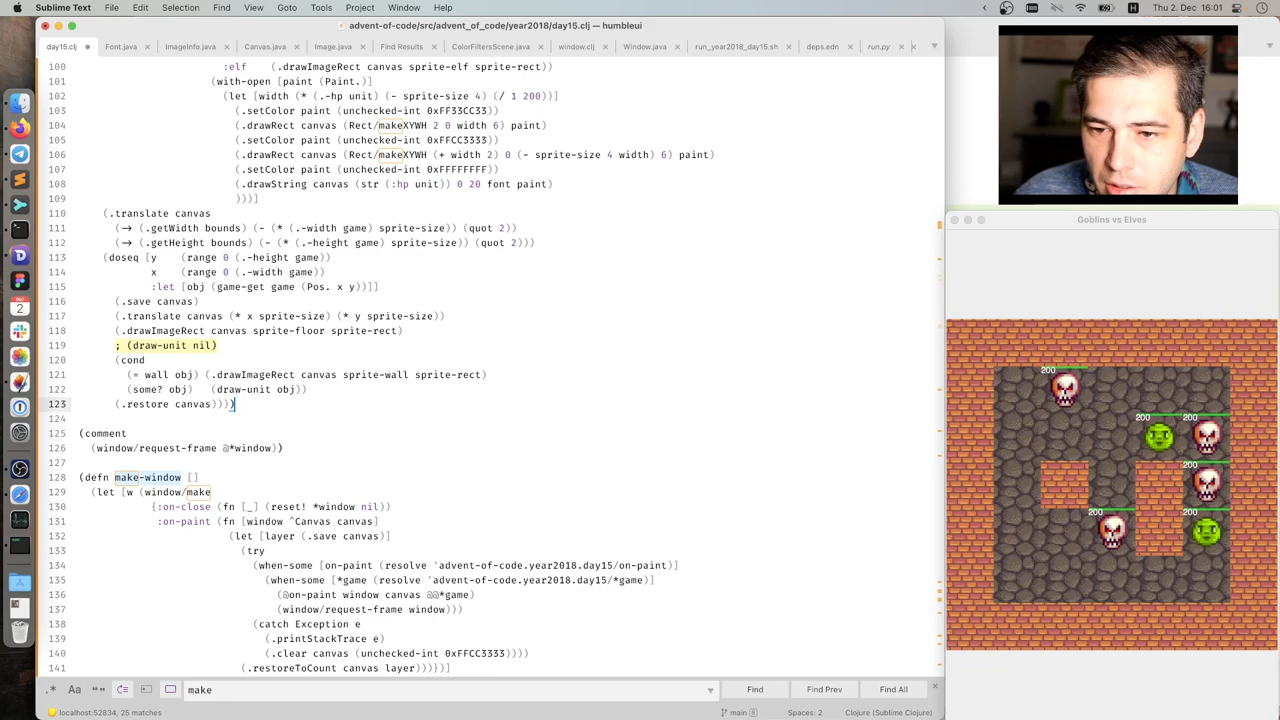 Sublime Text File Edit Selection Find View Goto Tools Project Window Help Thu 2. Dec 16:01
advent-of-code/src/advent_of_code/year2018/day15.clj — humbleui
day15.clj Font.java ImageInfo.java Canvas.java Image.java Find Results ColorFiltersScene.java window.clj Window.java run_year2018_day15.sh deps.edn run.py
100 :elf (.drawImageRect canvas sprite-elf sprite-rect))
101 (with-open [paint (Paint.)]
102 (let [width (* (.-hp unit) (- sprite-size 4) (/ 1 200))]
103 (.setColor paint (unchecked-int 0xFF33CC33))
104 (.drawRect canvas (Rect/makeXYWH 2 0 width 6) paint)
105 (.setColor paint (unchecked-int 0xFFCC3333))
106 (.drawRect canvas (Rect/makeXYWH (+ width 2) 0 (- sprite-size 4 width) 6) paint)
107 (.setColor paint (unchecked-int 0xFFFFFFFF))
108 (.drawString canvas (str (:hp unit)) 0 20 font paint)
109 )))]
110 (.translate canvas
111 (-> (.getWidth bounds) (- (* (.-width game) sprite-size)) (quot 2))
112 (-> (.getHeight bounds) (- (* (.-height game) sprite-size)) (quot 2)))
113 (doseq [y (range 0 (.-height game))
114 x (range 0 (.-width game))
115 :let [obj (game-get game (Pos. x y))]]
116 (.save canvas)
117 (.translate canvas (* x sprite-size) (* y sprite-size))
118 (.drawImageRect canvas sprite-floor sprite-rect)
119 ; (draw-unit nil)
120 (cond
121 (= wall obj) (.drawImageRect canvas sprite-wall sprite-rect)
122 (some? obj) (draw-unit obj))
123 (.restore canvas))))
124
125 (comment
126 (window/request-frame @*window))
127
128 (defn make-window []
129 (let [w (window/make
130 {:on-close (fn [_] (reset! *window nil))
131 :on-paint (fn [window ^Canvas canvas]
132 (let [layer (.save canvas)]
133 (try
134 (when-some [on-paint (resolve 'advent-of-code.year2018.day15/on-paint)]
135 (when-some [*game (resolve 'advent-of-code.year2018.day15/*game)]
136 (@on-paint window canvas @@*game)
137 (window/request-frame window)))
138 (catch Exception e
139 (.printStackTrace e)
140 (.clear canvas (unchecked-int 0xFFCC3333))))
141 (.restoreToCount canvas layer)))})]
make
Find Find Prev Find All
localhost:52834, 25 matches main 8 Spaces: 2 Clojure (Sublime Clojure)
Goblins vs Elves
200
200 200
200
200 200